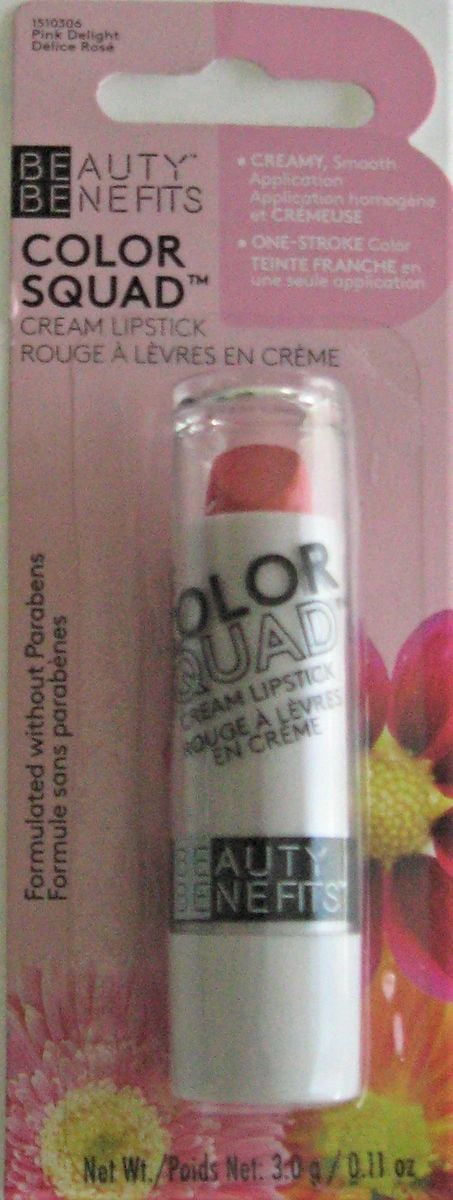 1510306
Pink Delight
Délice Rosé
BEAUTY™
BENEFITS
COLOR
SQUAD™
CREAM LIPSTICK
ROUGE À LÈVRES EN CRÈME
• CREAMY, Smooth
Application
Application homogène
et CRÉMEUSE
• ONE-STROKE Color
TEINTE FRANCHE en
une seule application
Formulated without Parabens
Formule sans parabènes
COLOR
SQUAD™
CREAM LIPSTICK
ROUGE À LÈVRES
EN CRÈME
BEAUTY
BENEFITS™
Net Wt./Poids Net: 3.0 g / 0.11 oz